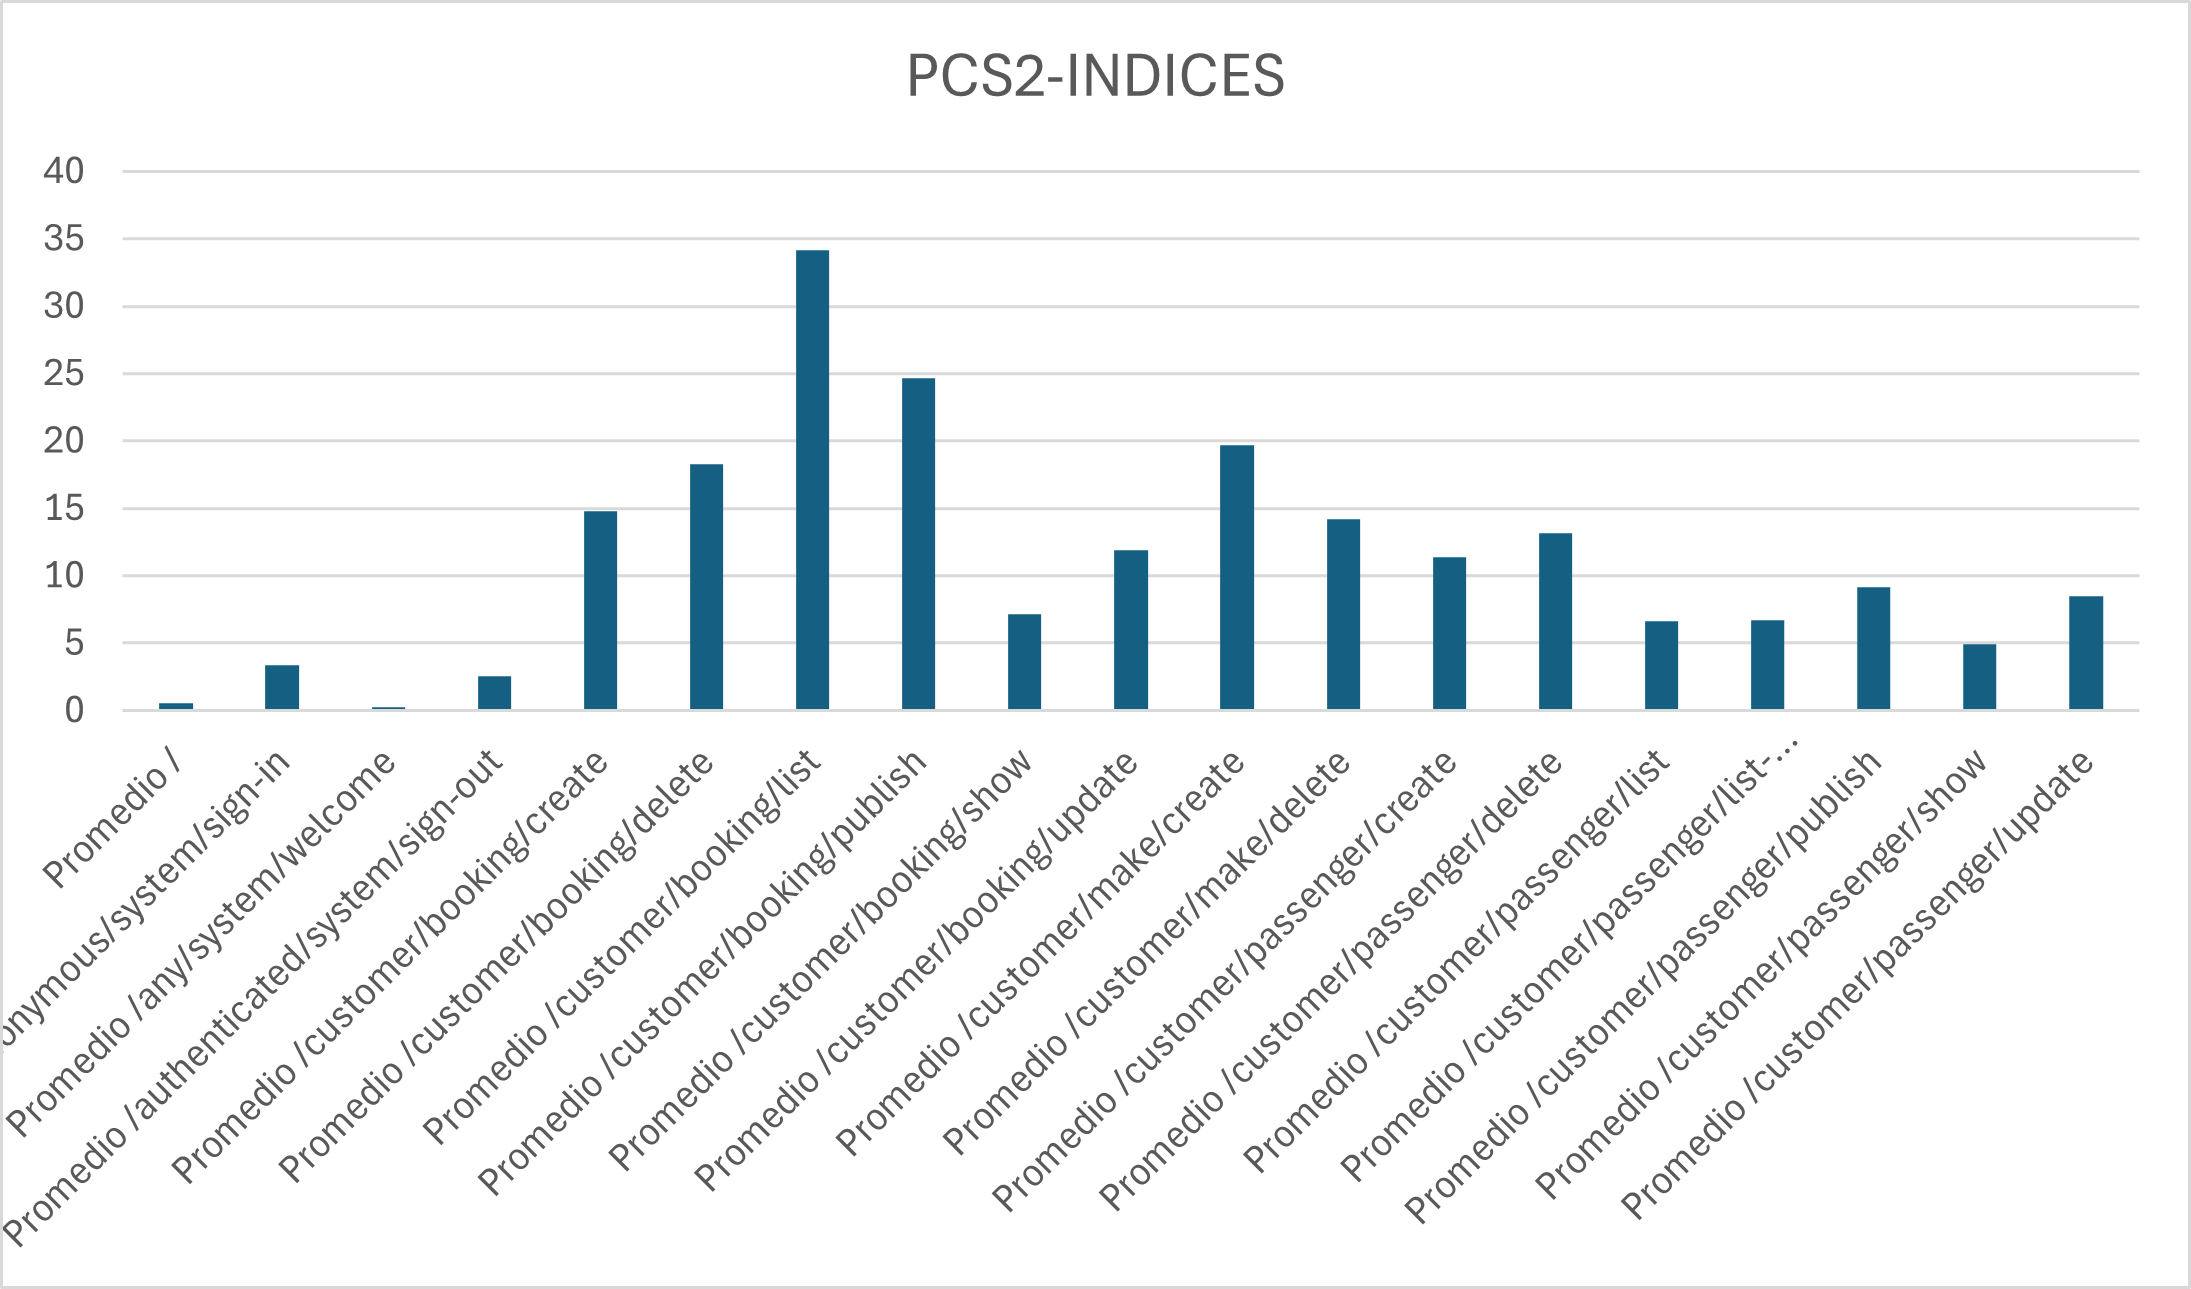 PCS2-INDICES
40
35
30
25
20
15
10
5
0
Promedio /
onymous/system/sign-in
Promedio /any/system/welcome
Promedio /authenticated/system/sign-out
Promedio /customer/booking/create
Promedio /customer/booking/delete
Promedio /customer/booking/list
Promedio /customer/booking/publish
Promedio /customer/booking/show
Promedio /customer/booking/update
Promedio /customer/make/create
Promedio /customer/make/delete
Promedio /customer/passenger/create
Promedio /customer/passenger/delete
Promedio /customer/passenger/list
Promedio /customer/passenger/list-...
Promedio /customer/passenger/publish
Promedio /customer/passenger/show
Promedio /customer/passenger/update